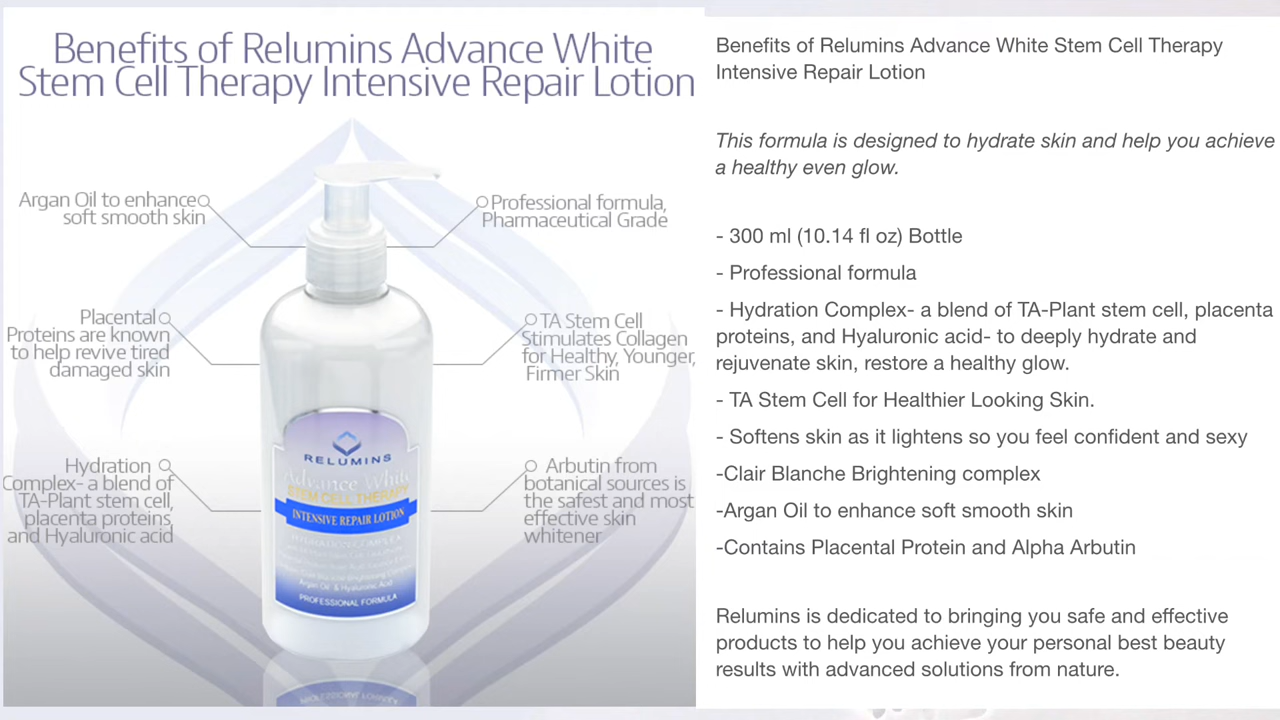 Benefits of Relumins Advance White
Stem Cell Therapy Intensive Repair Lotion
Argan Oil to enhance
soft smooth skin
Professional formula,
Pharmaceutical Grade
Placental
Proteins are known
to help revive tired
damaged skin
TA Stem Cell
Stimulates Collagen
for Healthy, Younger,
Firmer Skin
Hydration
Complex- a blend of
TA-Plant stem cell,
placenta proteins,
and Hyaluronic acid
Arbutin from
botanical sources is
the safest and most
effective skin
whitener
RELUMINS
Advance White
STEM CELL THERAPY
INTENSIVE REPAIR LOTION
HYDRATION COMPLEX
Argan Oil & Hyaluronic Acid
PROFESSIONAL FORMULA
Benefits of Relumins Advance White Stem Cell Therapy
Intensive Repair Lotion
This formula is designed to hydrate skin and help you achieve
a healthy even glow.
- 300 ml (10.14 fl oz) Bottle
- Professional formula
- Hydration Complex- a blend of TA-Plant stem cell, placenta
proteins, and Hyaluronic acid- to deeply hydrate and
rejuvenate skin, restore a healthy glow.
- TA Stem Cell for Healthier Looking Skin.
- Softens skin as it lightens so you feel confident and sexy
-Clair Blanche Brightening complex
-Argan Oil to enhance soft smooth skin
-Contains Placental Protein and Alpha Arbutin
Relumins is dedicated to bringing you safe and effective
products to help you achieve your personal best beauty
results with advanced solutions from nature.